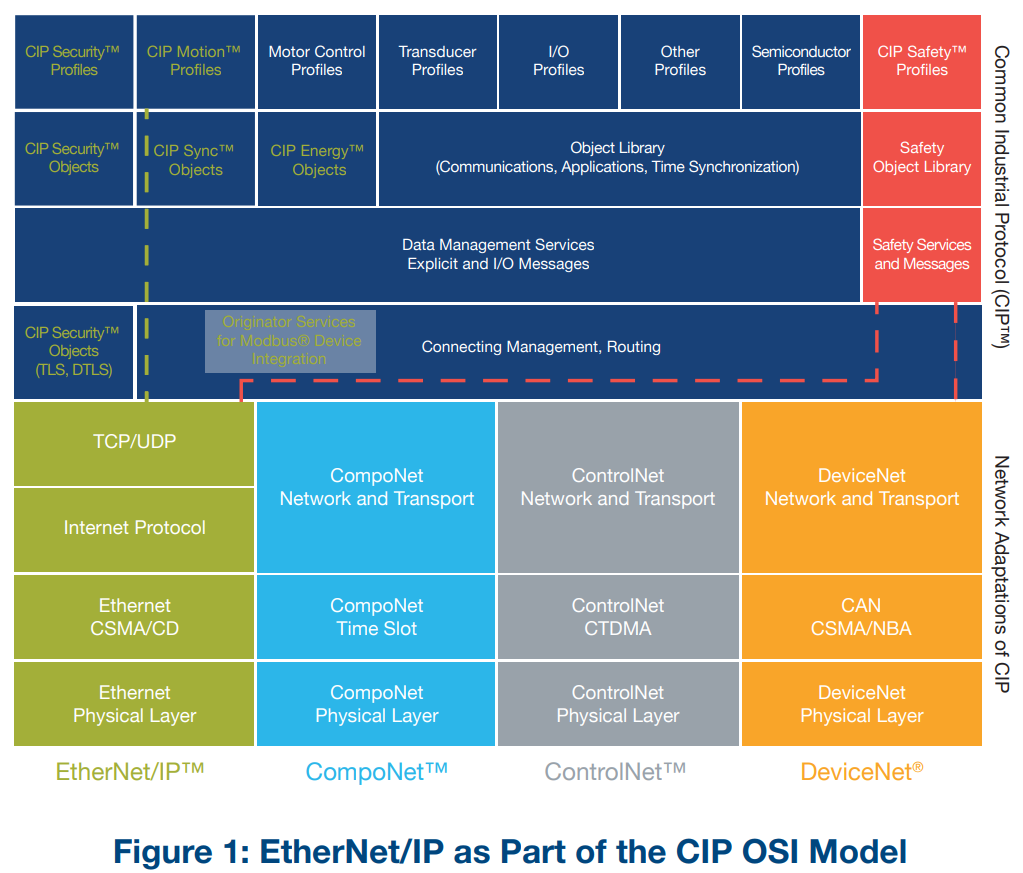 CIP Security™
Profiles
CIP Motion™
Profiles
Motor Control
Profiles
Transducer
Profiles
I/O
Profiles
Other
Profiles
Semiconductor
Profiles
CIP Safety™
Profiles
CIP Security™
Objects
CIP Sync™
Objects
CIP Energy™
Objects
Object Library
(Communications, Applications, Time Synchronization)
Safety
Object Library
Data Management Services
Explicit and I/O Messages
Safety Services
and Messages
CIP Security™
Objects
(TLS, DTLS)
Originator Services
for Modbus® Device
Integration
Connecting Management, Routing
Common Industrial Protocol (CIP™)
TCP/UDP
Internet Protocol
CompoNet
Network and Transport
ControlNet
Network and Transport
DeviceNet
Network and Transport
Ethernet
CSMA/CD
CompoNet
Time Slot
ControlNet
CTDMA
CAN
CSMA/NBA
Ethernet
Physical Layer
CompoNet
Physical Layer
ControlNet
Physical Layer
DeviceNet
Physical Layer
Network Adaptations of CIP
EtherNet/IP™
CompoNet™
ControlNet™
DeviceNet®
Figure 1: EtherNet/IP as Part of the CIP OSI Model